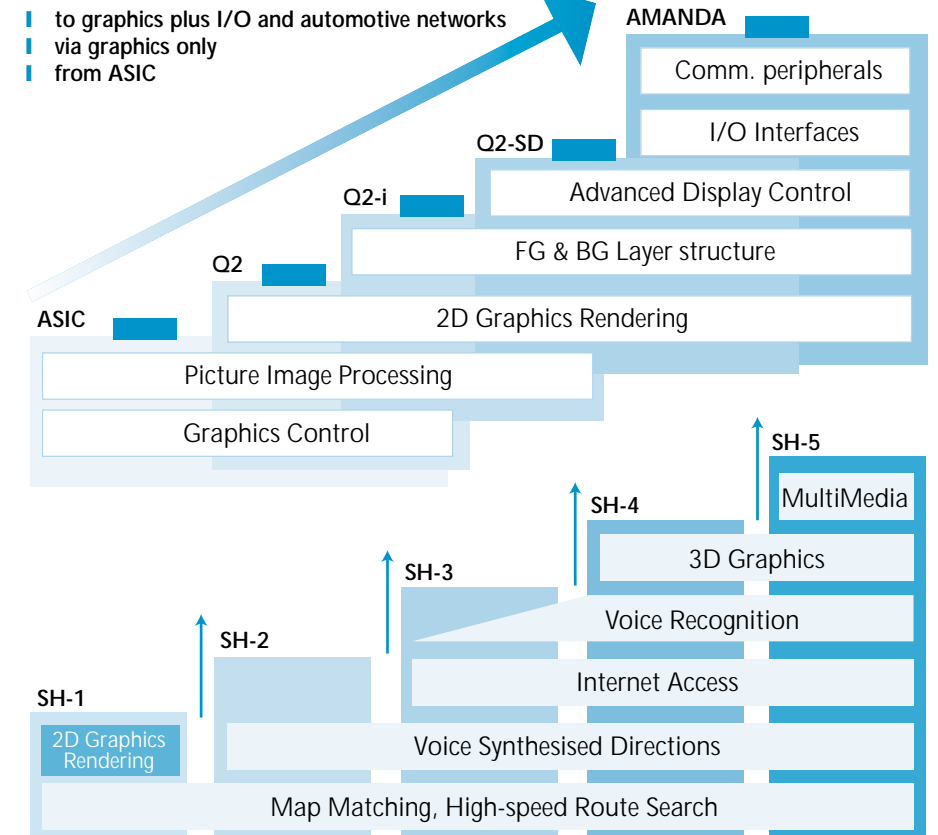 to graphics plus I/O and automotive networks
via graphics only
from ASIC
AMANDA
Comm. peripherals
I/O Interfaces
Q2-SD
Advanced Display Control
Q2-i
FG & BG Layer structure
Q2
2D Graphics Rendering
ASIC
Picture Image Processing
Graphics Control
SH-5
MultiMedia
SH-4
3D Graphics
SH-3
Voice Recognition
Internet Access
SH-2
Voice Synthesised Directions
SH-1
2D Graphics
Rendering
Map Matching, High-speed Route Search